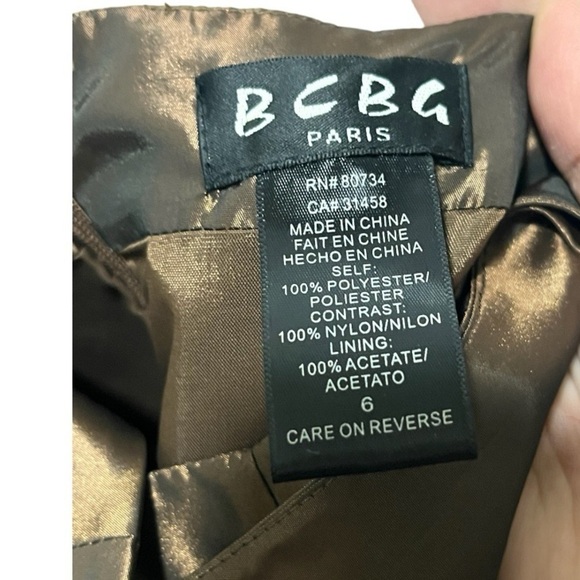 BCBG
PARIS
RN# 80734
CA# 31458
MADE IN CHINA
FAIT EN CHINE
HECHO EN CHINA
SELF:
100% POLYESTER/
POLIESTER
CONTRAST:
100% NYLON/NILON
LINING:
100% ACETATE/
ACETATO
6
CARE ON REVERSE